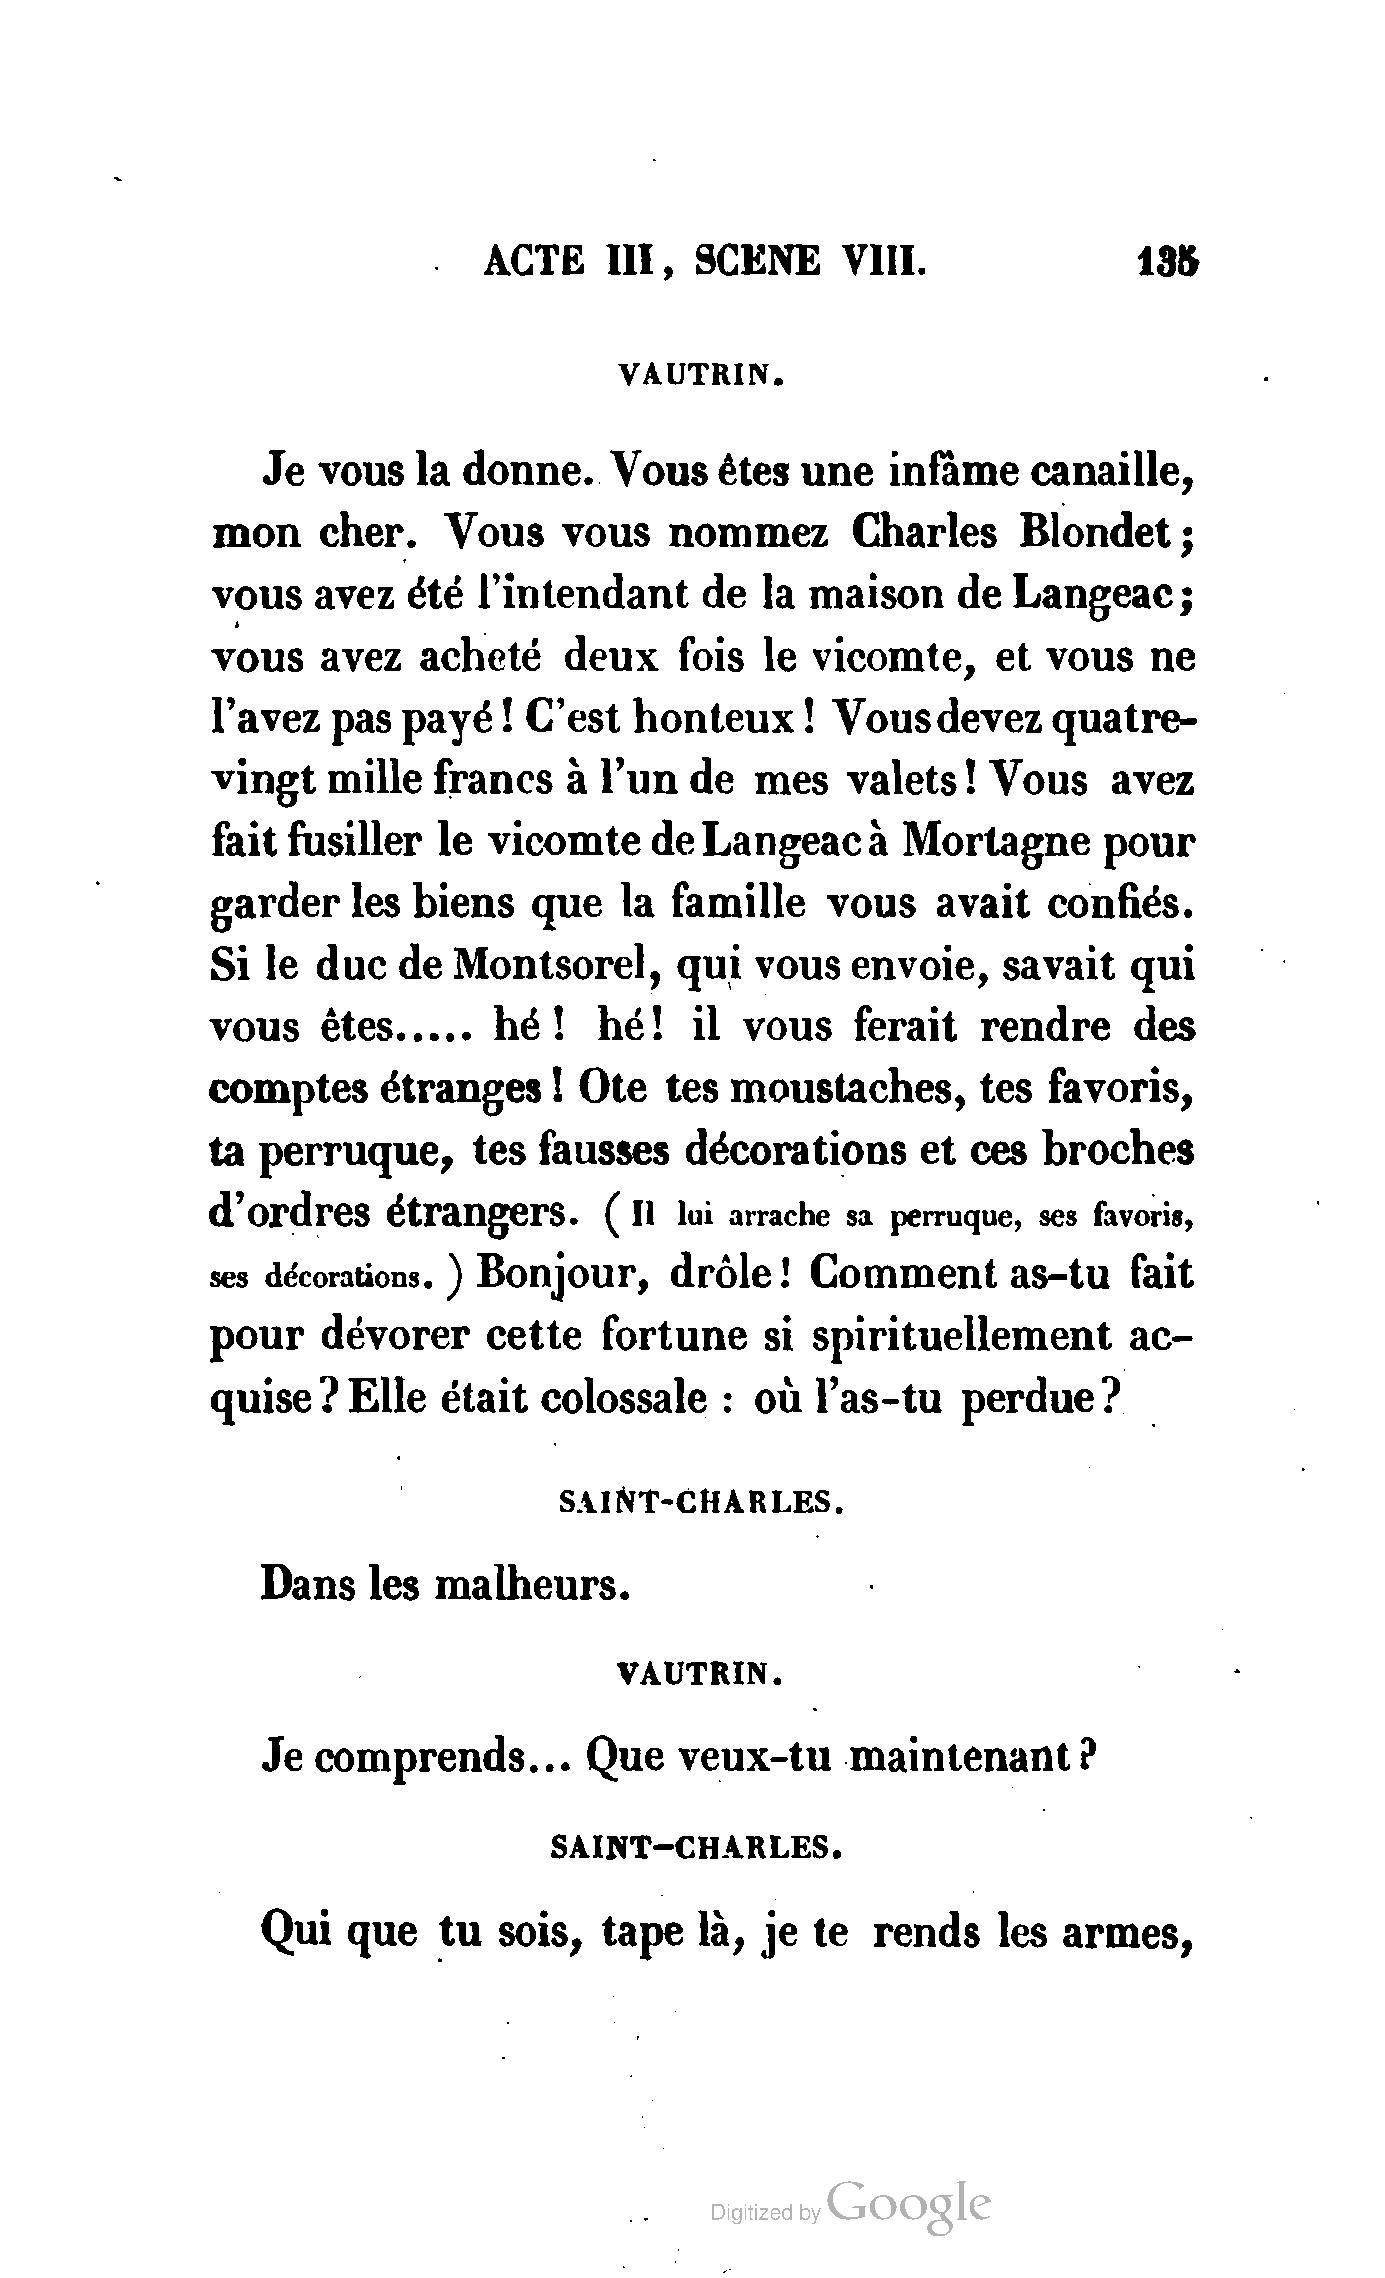 ACTE III, SCENE VIII. 135
VAUTRIN.
Je vous la donne. Vous êtes une infâme canaille,
mon cher. Vous vous nommez Charles Blondet ;
vous avez été l'intendant de la maison de Langeac ;
vous avez acheté deux fois le vicomte, et vous ne
l'avez pas payé ! C'est honteux ! Vous devez quatre-
vingt mille francs à l'un de mes valets ! Vous avez
fait fusiller le vicomte de Langeac à Mortagne pour
garder les biens que la famille vous avait confiés.
Si le duc de Montsorel, qui vous envoie, savait qui
vous êtes..... hé ! hé ! il vous ferait rendre des
comptes étranges ! Ote tes moustaches, tes favoris,
ta perruque, tes fausses décorations et ces broches
d'ordres étrangers. ( Il lui arrache sa perruque, ses favoris,
ses décorations. ) Bonjour, drôle ! Comment as-tu fait
pour dévorer cette fortune si spirituellement ac-
quise ? Elle était colossale : où l'as-tu perdue ?
SAINT-CHARLES.
Dans les malheurs.
VAUTRIN.
Je comprends... Que veux-tu maintenant ?
SAINT-CHARLES.
Qui que tu sois, tape là, je te rends les armes,
Digitized by Google